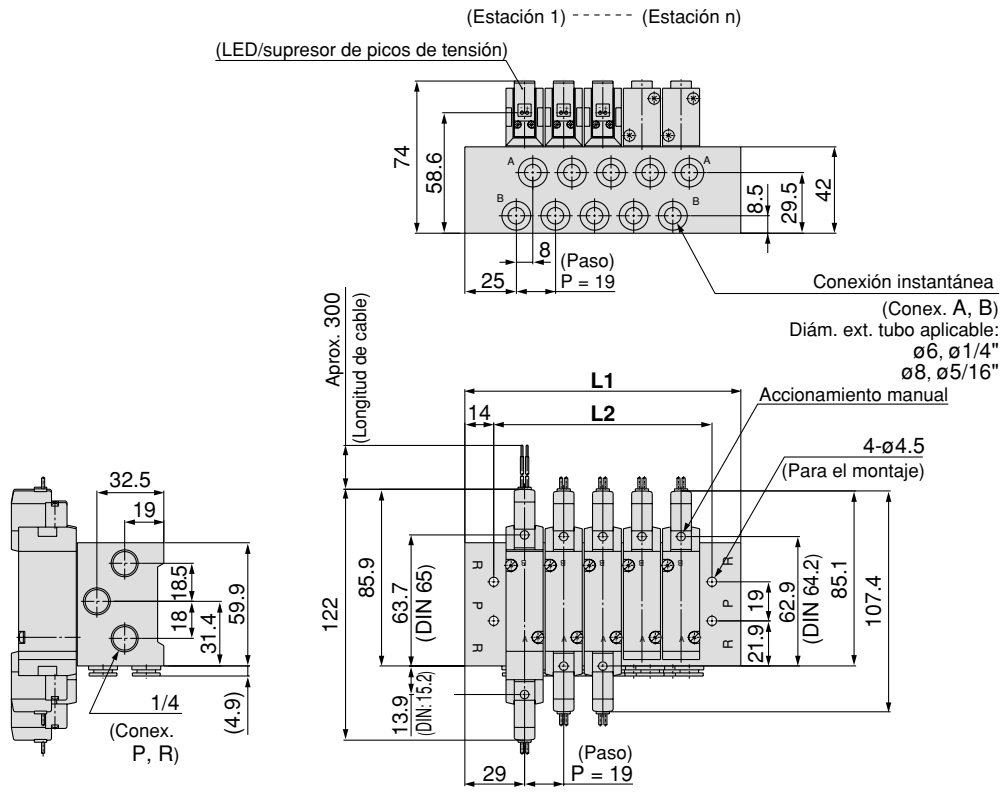 (Estación 1) ------ (Estación n)
(LED/supresor de picos de tensión)
74
58.6
A
A
B
B
8.5
29.5
42
8
(Paso)
25
P = 19
Conexión instantánea
(Conex. A, B)
Diám. ext. tubo aplicable:
ø6, ø1/4"
ø8, ø5/16"
Aprox. 300
(Longitud de cable)
L1
14
L2
Accionamiento manual
4-ø4.5
(Para el montaje)
32.5
19
18.5
18
31.4
59.9
(4.9)
1/4
(Conex.
P, R)
122
85.9
63.7
(DIN 65)
13.9
(DIN: 15.2)
R
P
R
B
B
B
B
B
A
A
A
A
A
R
P
R
19
21.9
62.9
(DIN 64.2)
85.1
107.4
(Paso)
29
P = 19